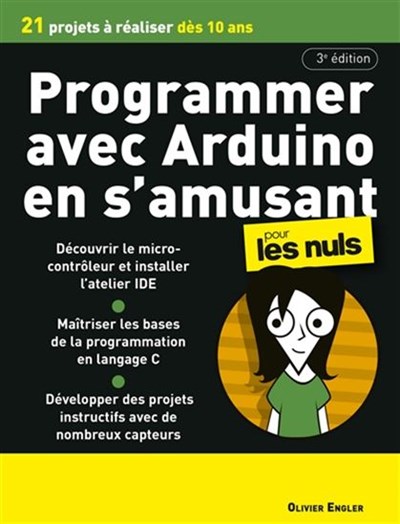 21 projets à réaliser dès 10 ans
3e édition
Programmer
avec Arduino
en s'amusant
pour
les nuls
Découvrir le micro-
contrôleur et installer
l'atelier IDE
Maîtriser les bases
de la programmation
en langage C
Développer des projets
instructifs avec de
nombreux capteurs
Olivier Engler